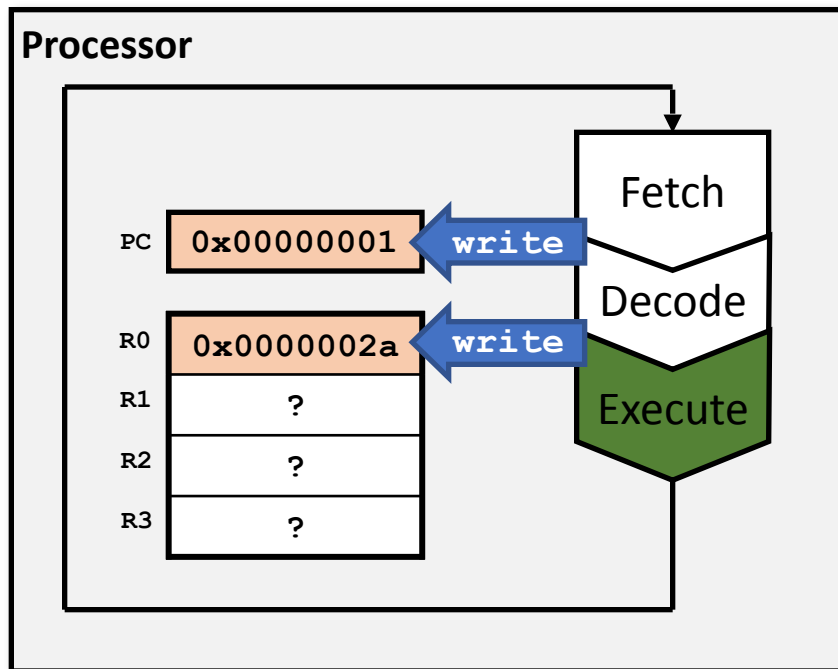 Processor
Fetch
PC 0x00000001 write
Decode
R0 0x0000002a write
R1 ?
Execute
R2 ?
R3 ?